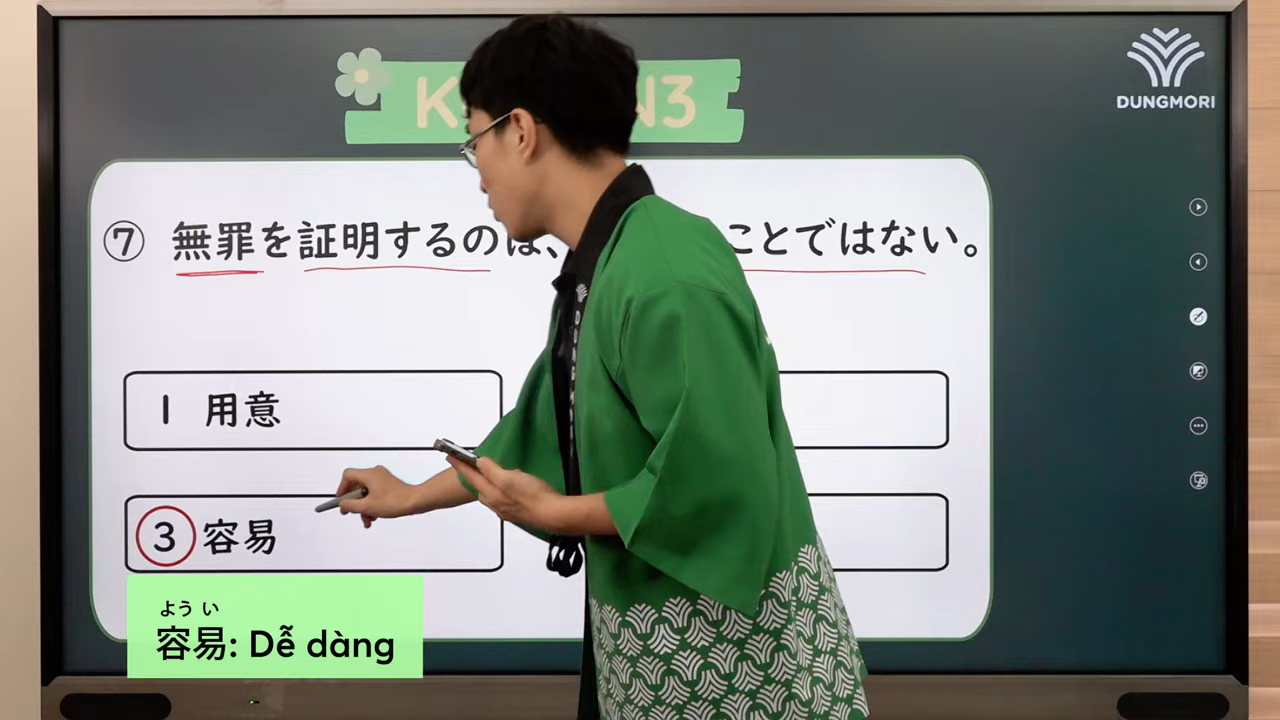 DUNGMORI
N3
⑦ 無罪を証明するのは、ことではない。
1 用意
3 容易
ようい
容易: Dễ dàng